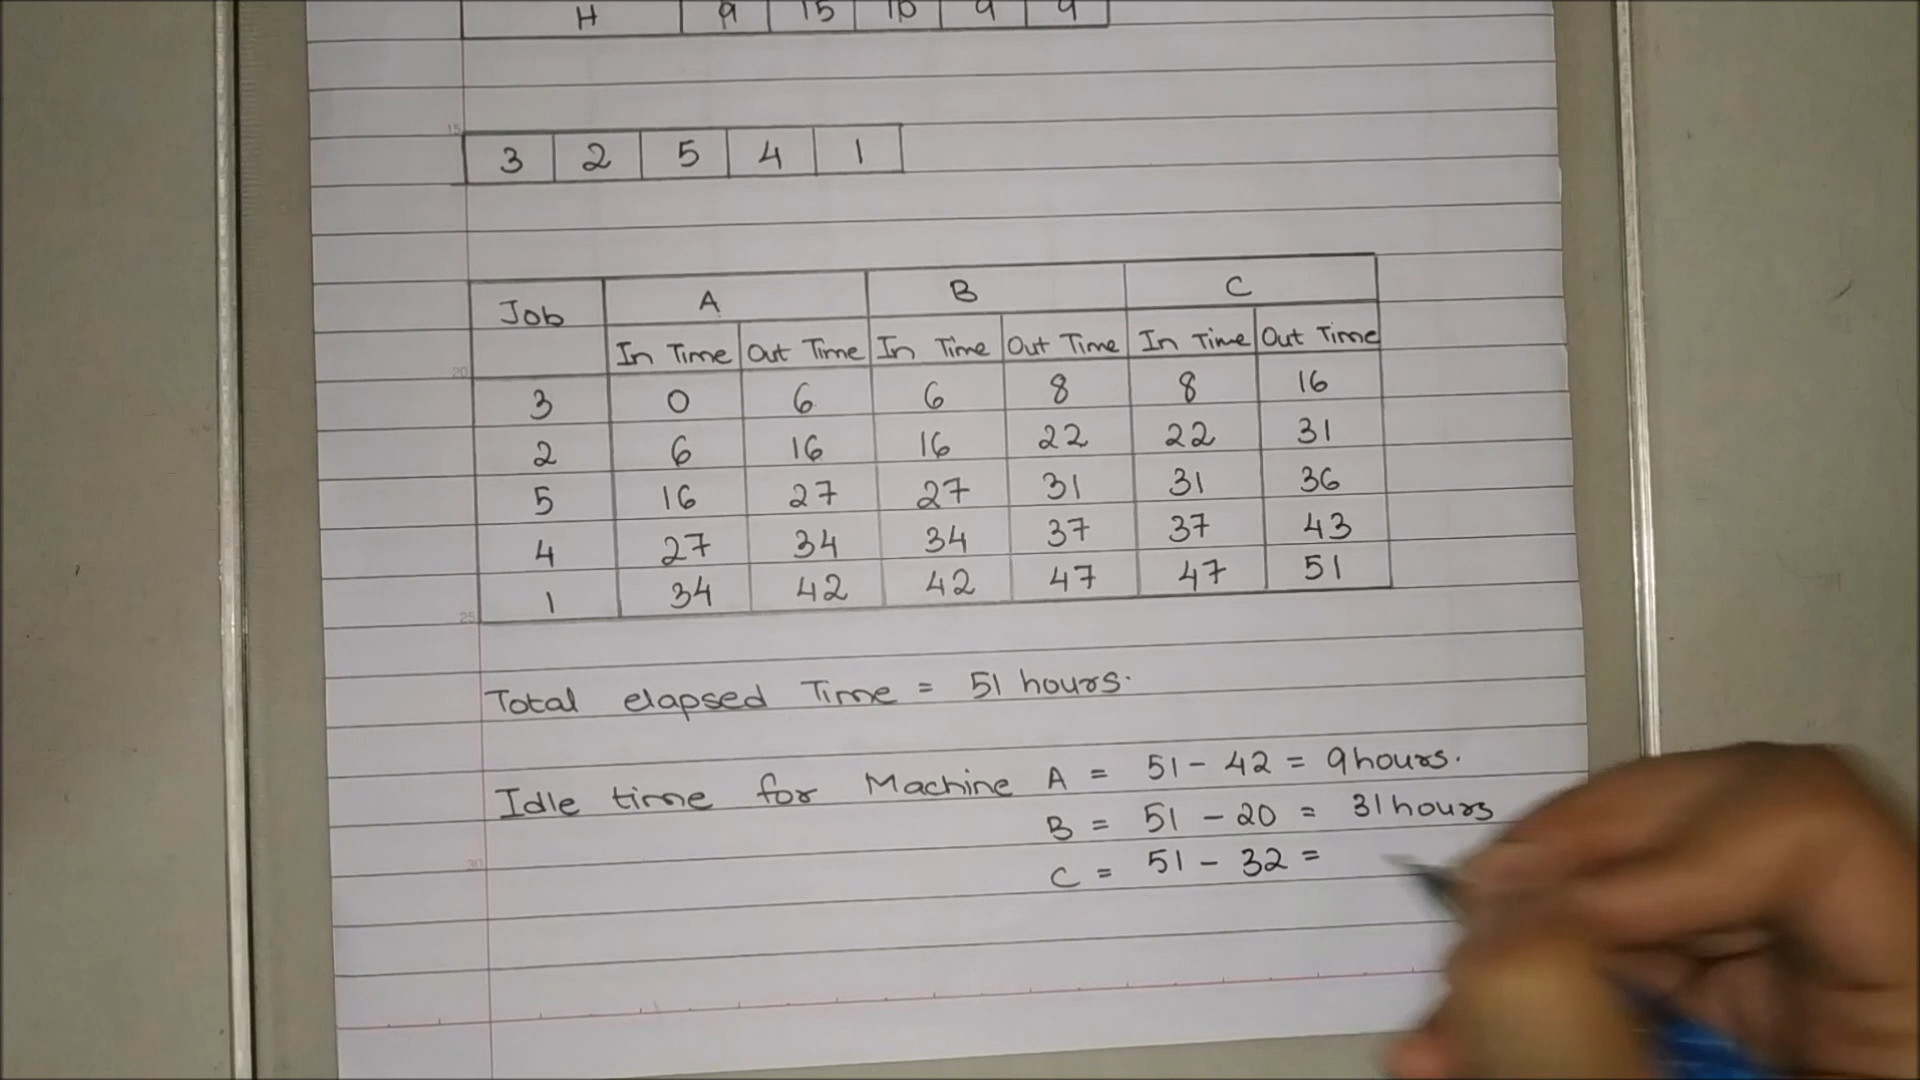 H 9 15 10 9 9
15
3 2 5 4 1
Job A B C
In Time Out Time In Time Out Time In Time Out Time
20
3 0 6 6 8 8 16
2 6 16 16 22 22 31
5 16 27 27 31 31 36
4 27 34 34 37 37 43
1 34 42 42 47 47 51
25
Total elapsed Time = 51 hours.
Idle time for Machine A = 51 - 42 = 9 hours.
B = 51 - 20 = 31 hours
C = 51 - 32 =
30